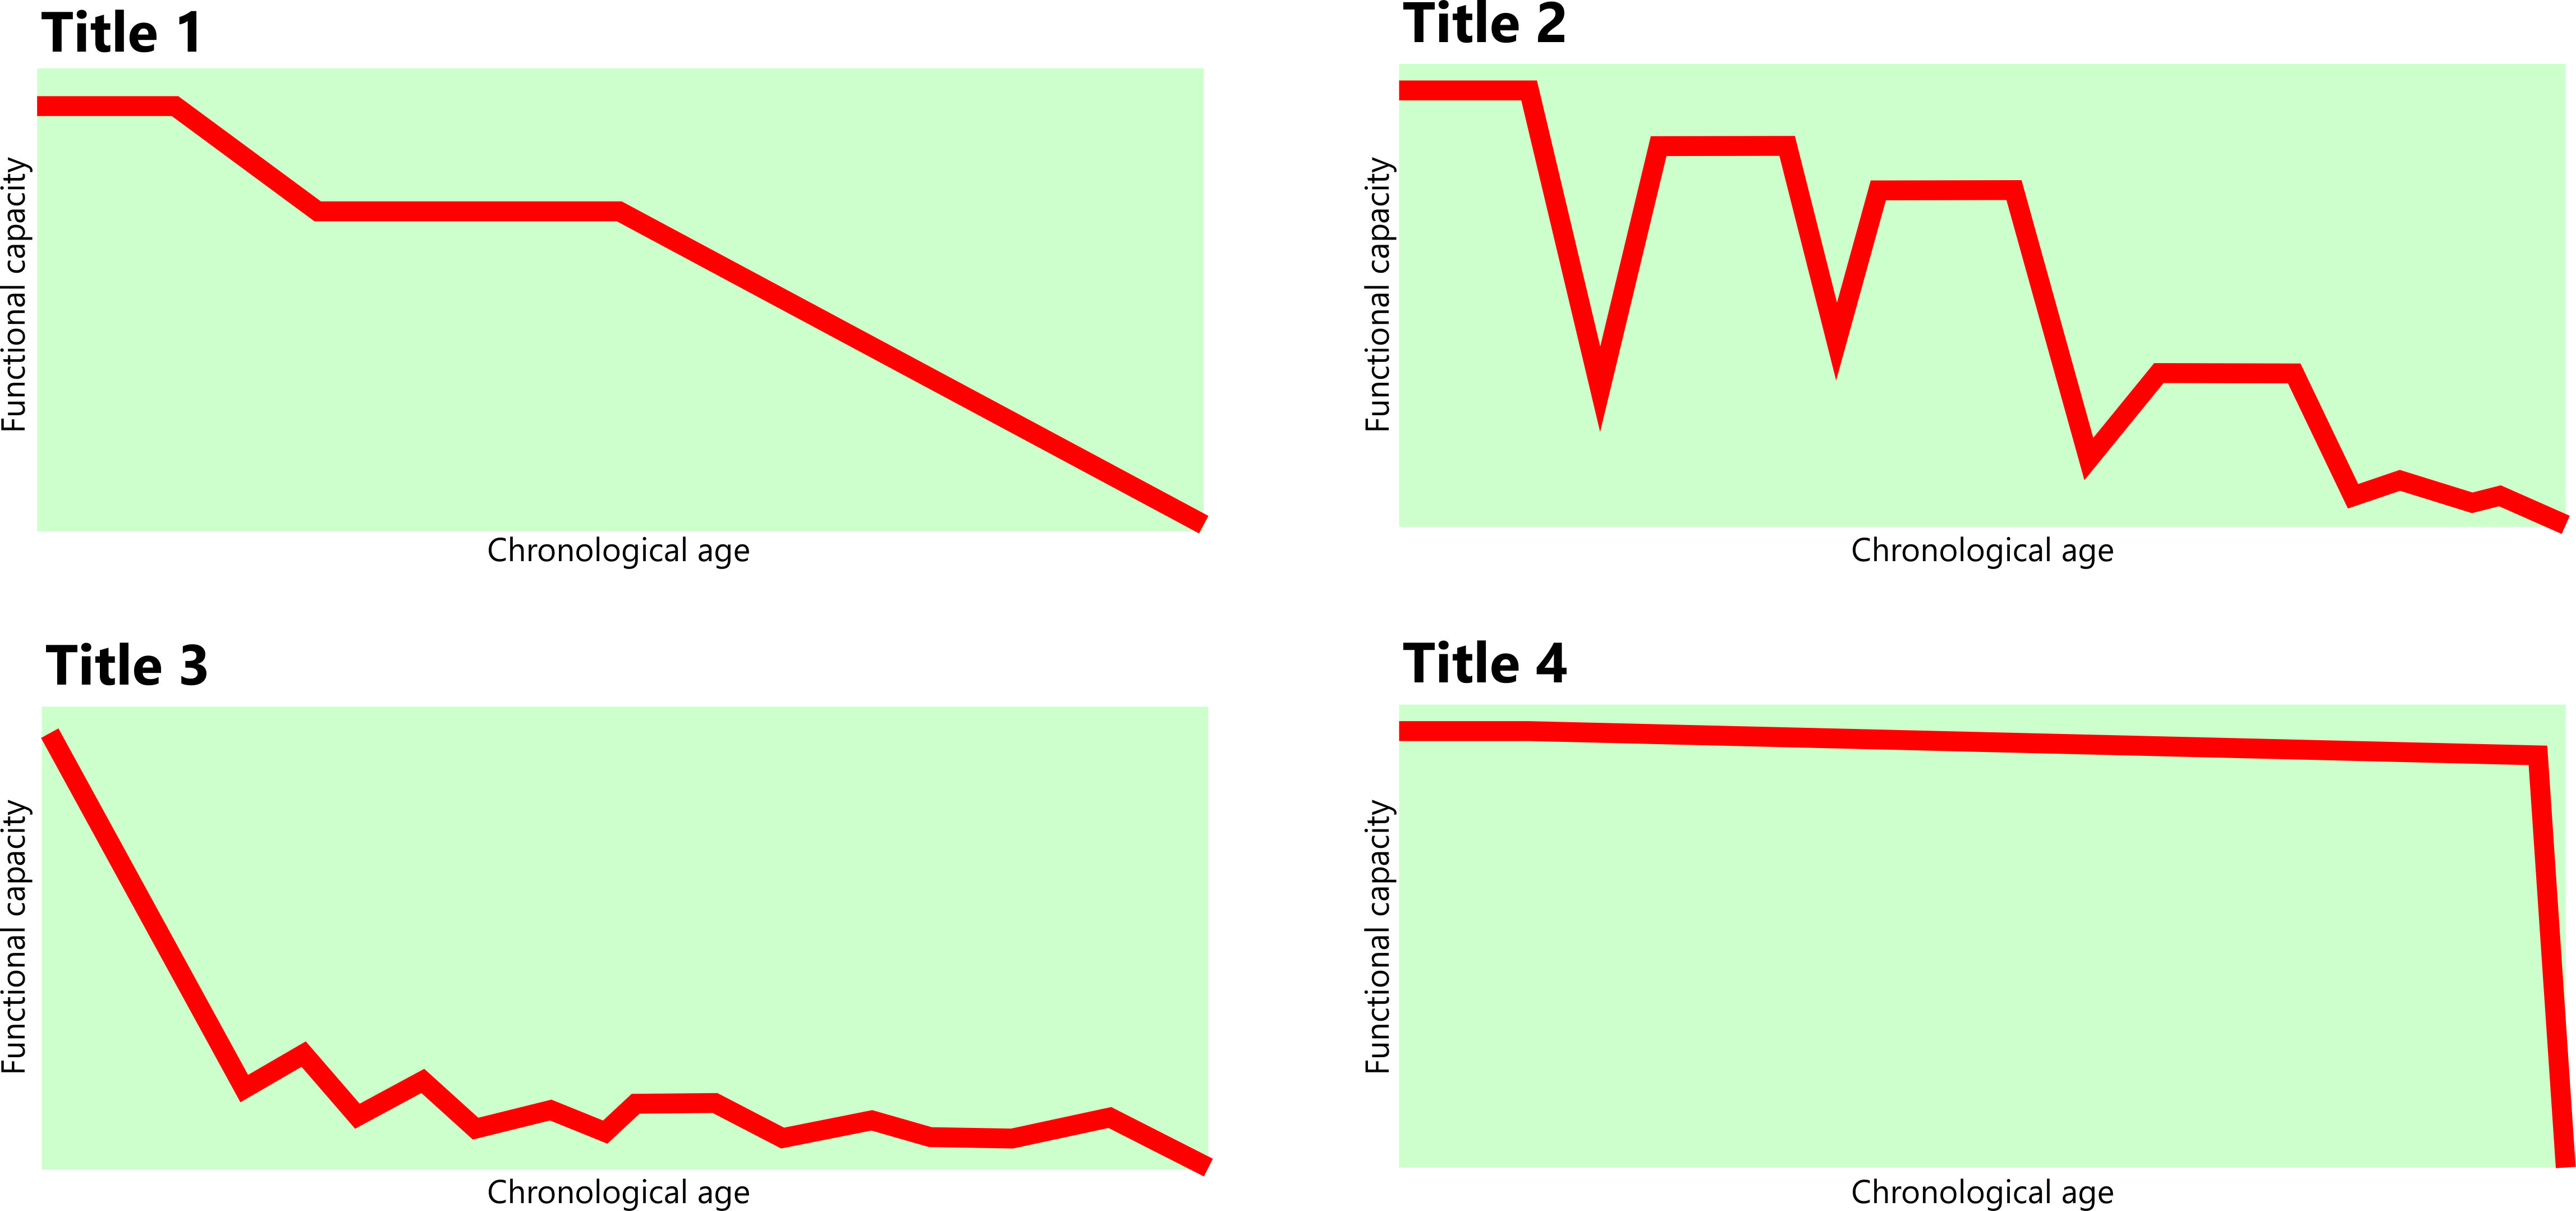 Title 1
Functional capacity
Chronological age
Title 2
Functional capacity
Chronological age
Title 3
Functional capacity
Chronological age
Title 4
Functional capacity
Chronological age